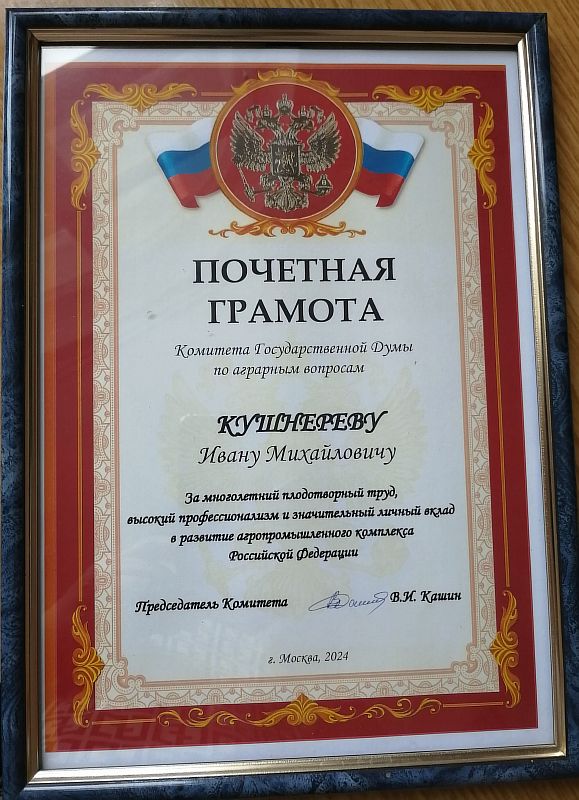 ПОЧЕТНАЯ
ГРАМОТА
Комитета Государственной Думы
по аграрным вопросам
КУШНЕРЕВУ
Ивану Михайловичу
За многолетний плодотворный труд,
высокий профессионализм и значительный личный вклад
в развитие агропромышленного комплекса
Российской Федерации
Председатель Комитета В.И. Кашин
г. Москва, 2024